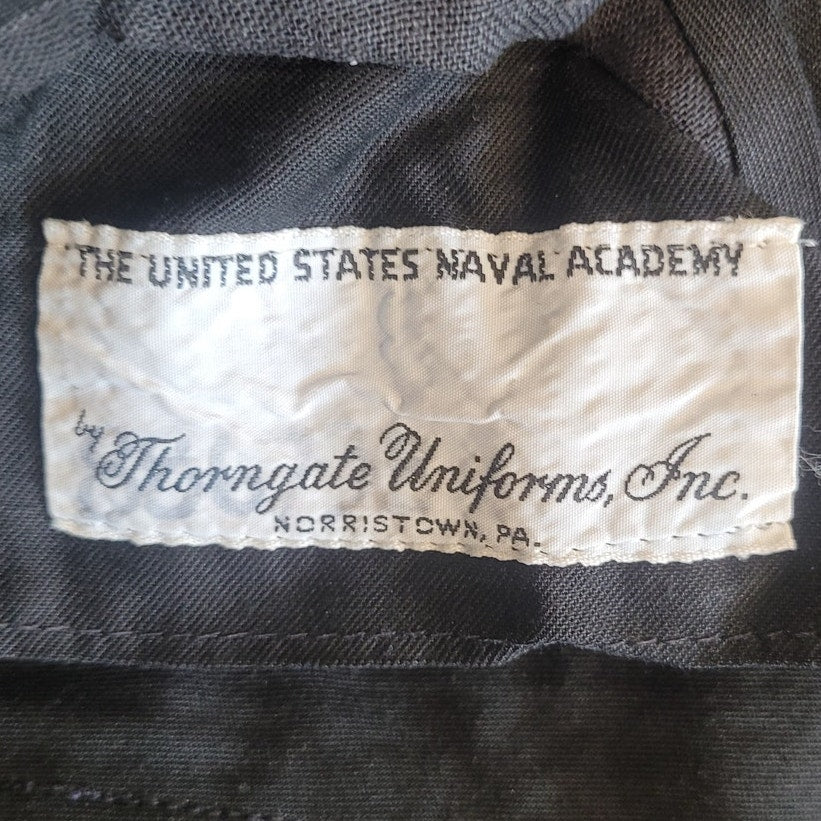 THE UNITED STATES NAVAL ACADEMY
by Thorngate Uniforms, Inc.
NORRISTOWN, PA.